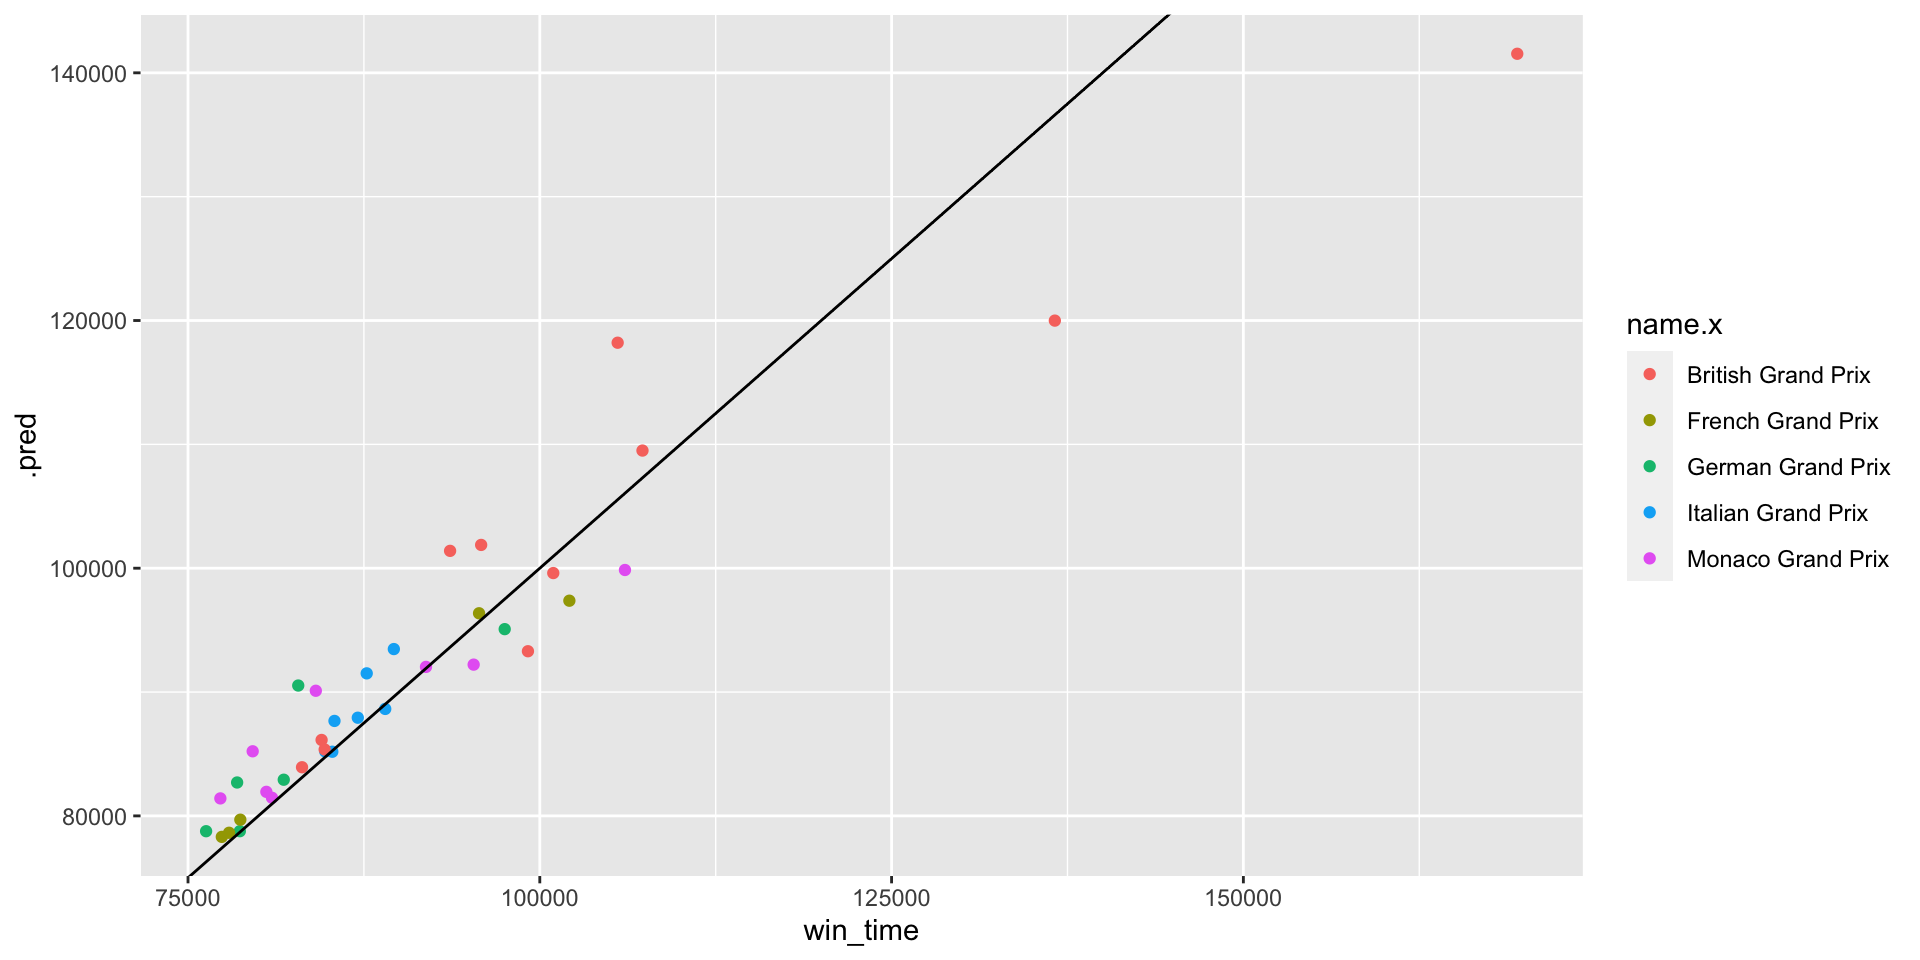 140000
120000
100000
80000
.pred
75000
100000
125000
150000
win_time
name.x
British Grand Prix
French Grand Prix
German Grand Prix
Italian Grand Prix
Monaco Grand Prix